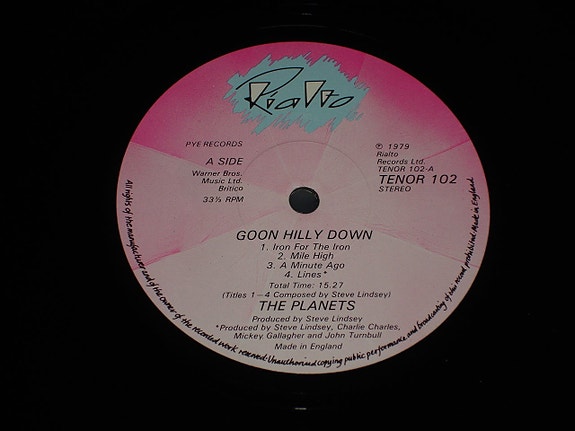 Rialto
PYE RECORDS
A SIDE
Warner Bros.
Music Ltd.
Britico
33⅓ RPM
℗ 1979
Rialto
Records Ltd.
TENOR 102-A
TENOR 102
STEREO
GOON HILLY DOWN
1. Iron For The Iron
2. Mile High
3. A Minute Ago
4. Lines*
Total Time: 15.27
(Titles 1-4 Composed by Steve Lindsey)
THE PLANETS
Produced by Steve Lindsey
*Produced by Steve Lindsey, Charlie Charles,
Mickey Gallagher and John Turnbull
Made in England
All rights of the manufacturer and of the owner of the recorded work reserved. Unauthorised copying public performance and broadcasting of this record prohibited. Made in England